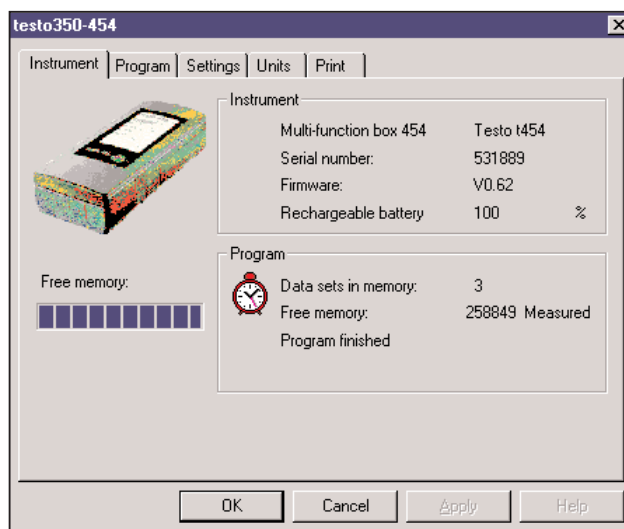 testo350-454
Instrument Program Settings Units Print
Instrument
Multi-function box 454 Testo t454
Serial number: 531889
Firmware: V0.62
Rechargeable battery 100 %
Program
Free memory:
Data sets in memory: 3
Free memory: 258849 Measured
Program finished
OK Cancel Apply Help